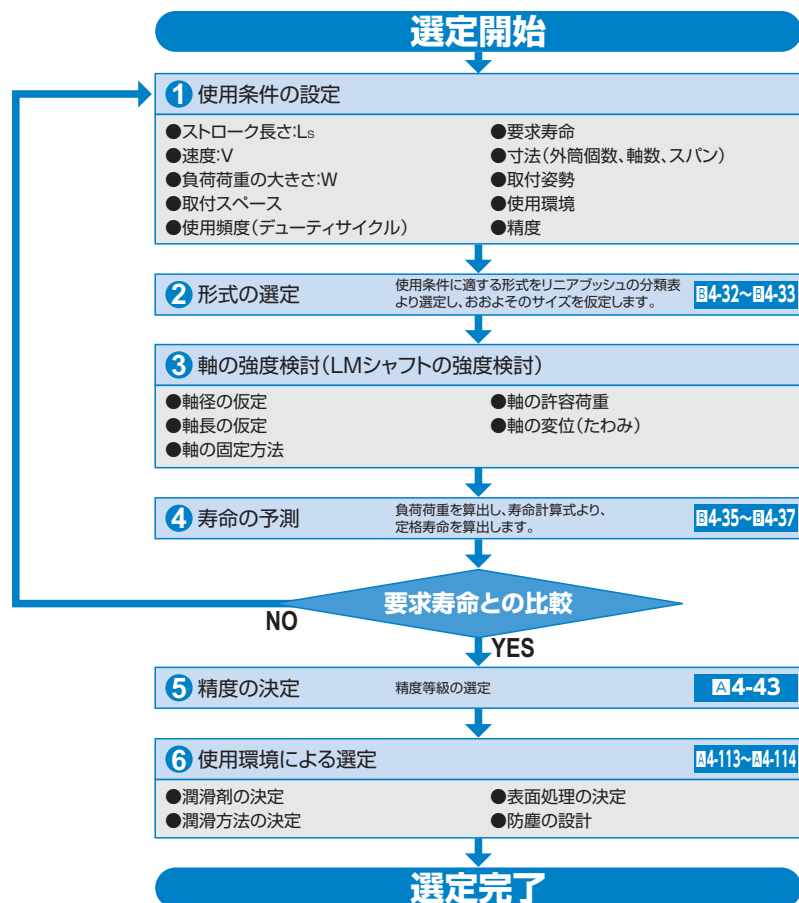 選定開始
❶ 使用条件の設定
●ストローク長さ:Ls
●速度:V
●負荷荷重の大きさ:W
●取付スペース
●使用頻度(デューティサイクル)
●要求寿命
●寸法(外筒個数、軸数、スパン)
●取付姿勢
●使用環境
●精度
❷ 形式の選定
使用条件に適する形式をリニアブッシュの分類表
より選定し、おおよそのサイズを仮定します。
B4-32~B4-33
❸ 軸の強度検討(LMシャフトの強度検討)
●軸径の仮定
●軸長の仮定
●軸の固定方法
●軸の許容荷重
●軸の変位(たわみ)
❹ 寿命の予測
負荷荷重を算出し、寿命計算式より、
定格寿命を算出します。
B4-35~B4-37
要求寿命との比較
NO
YES
❺ 精度の決定
精度等級の選定
A4-43
❻ 使用環境による選定
A4-113~A4-114
●潤滑剤の決定
●潤滑方法の決定
●表面処理の決定
●防塵の設計
選定完了